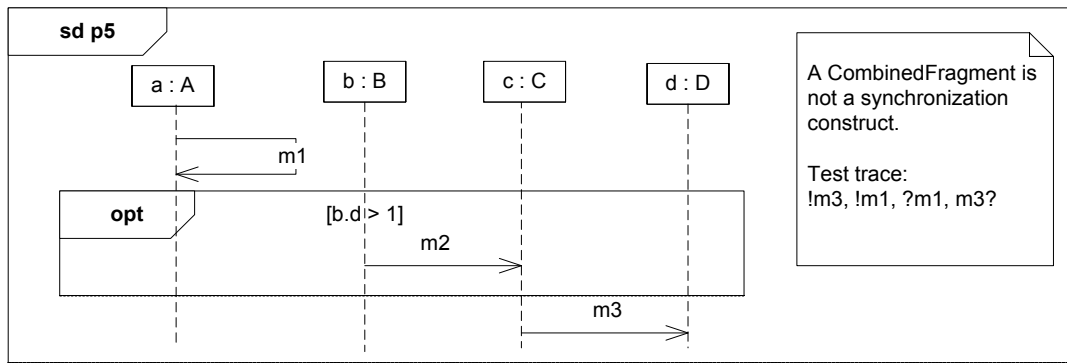 sd p5
a : A
b : B
c : C
d : D
m1
opt
[b.d > 1]
m2
m3
A CombinedFragment is
not a synchronization
construct.
Test trace:
!m3, !m1, ?m1, m3?